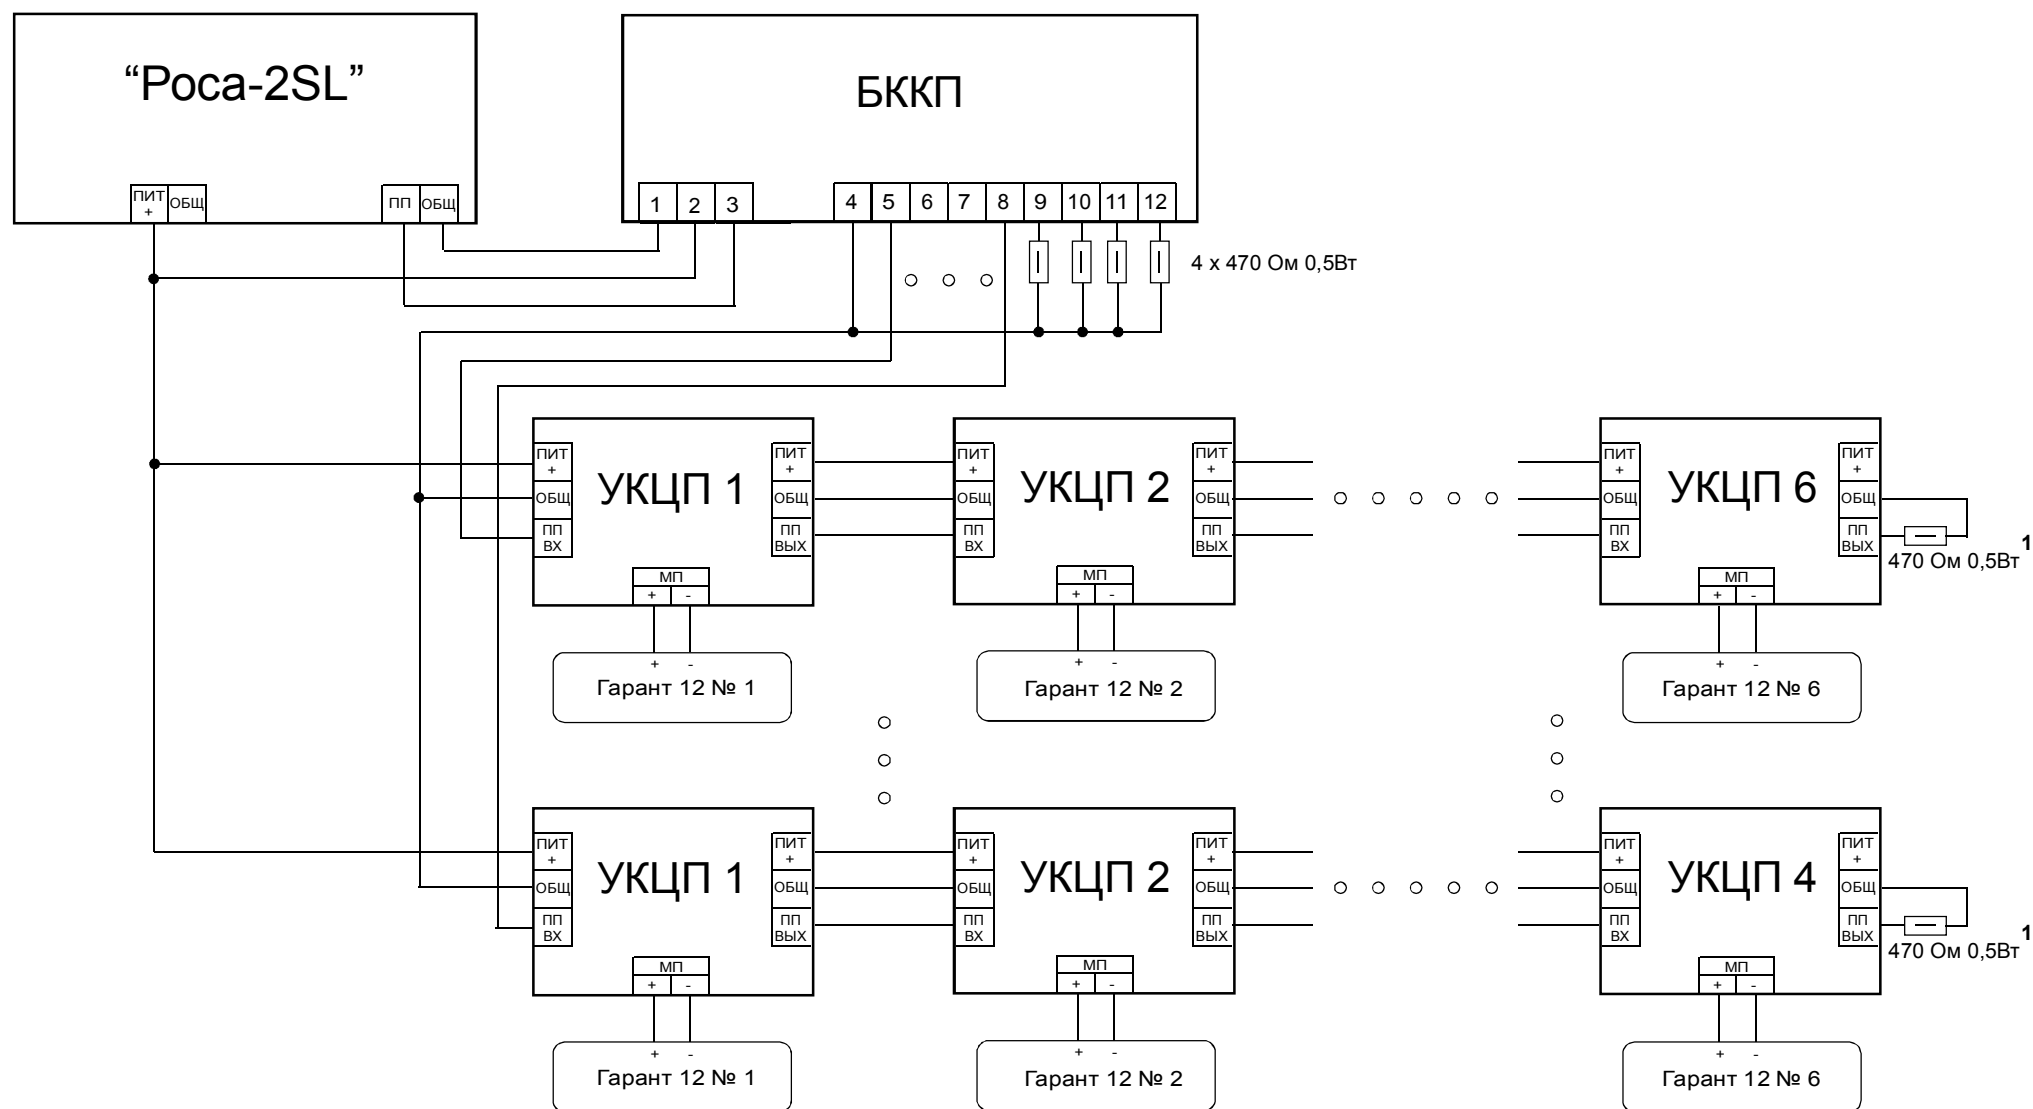 “Роса-2SL”
БККП
ПИТ
+
ОБЩ
ПП
ОБЩ
1 2 3 4 5 6 7 8 9 10 11 12
4 x 470 Ом 0,5Вт
ПИТ
+
ОБЩ
ПП
ВХ
УКЦП 1
ПИТ
+
ОБЩ
ПП
ВЫХ
МП
+ -
ПИТ
+
ОБЩ
ПП
ВХ
УКЦП 2
ПИТ
+
ОБЩ
ПП
ВЫХ
МП
+ -
ПИТ
+
ОБЩ
ПП
ВХ
УКЦП 6
ПИТ
+
ОБЩ
ПП
ВЫХ
МП
+ -
1
470 Ом 0,5Вт
+ -
Гарант 12 № 1
+ -
Гарант 12 № 2
+ -
Гарант 12 № 6
ПИТ
+
ОБЩ
ПП
ВХ
УКЦП 1
ПИТ
+
ОБЩ
ПП
ВЫХ
МП
+ -
ПИТ
+
ОБЩ
ПП
ВХ
УКЦП 2
ПИТ
+
ОБЩ
ПП
ВЫХ
МП
+ -
ПИТ
+
ОБЩ
ПП
ВХ
УКЦП 4
ПИТ
+
ОБЩ
ПП
ВЫХ
МП
+ -
1
470 Ом 0,5Вт
+ -
Гарант 12 № 1
+ -
Гарант 12 № 2
+ -
Гарант 12 № 6